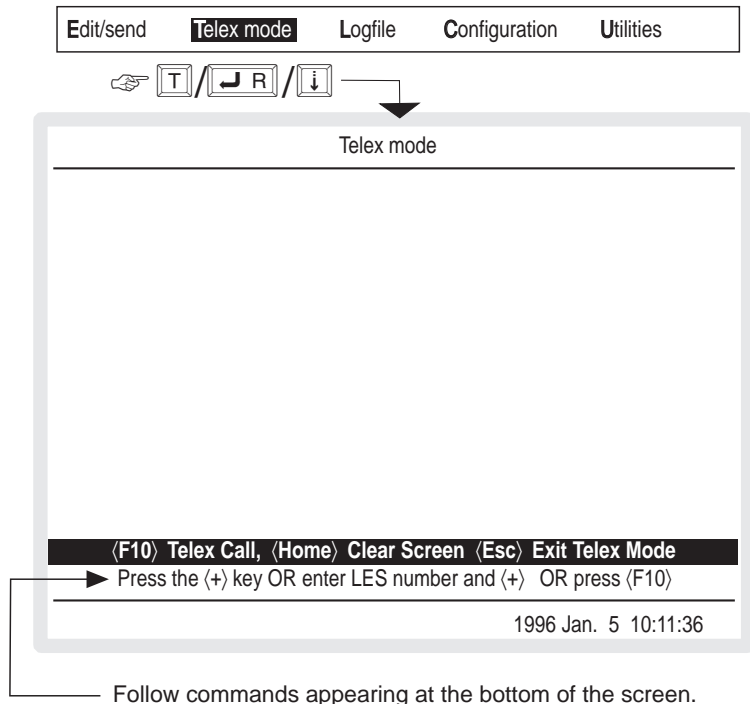 Edit/send Telex mode Logfile Configuration Utilities
☞ T / ↵ R / ↓
Telex mode
⟨F10⟩ Telex Call, ⟨Home⟩ Clear Screen ⟨Esc⟩ Exit Telex Mode
Press the ⟨+⟩ key OR enter LES number and ⟨+⟩ OR press ⟨F10⟩
1996 Jan. 5 10:11:36
Follow commands appearing at the bottom of the screen.